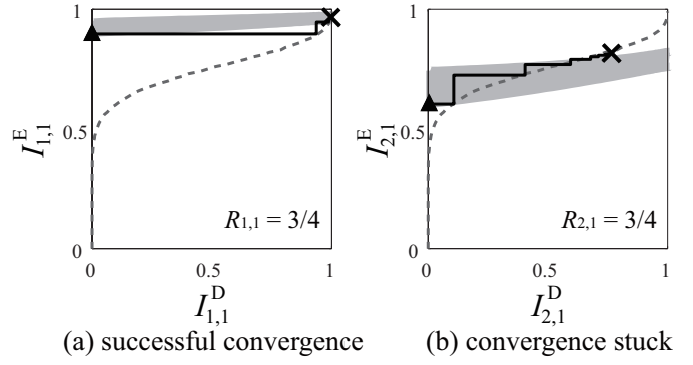 1
0.5
0
I^E_{1,1}
R_{1,1} = 3/4
0 0.5 1
I^D_{1,1}
(a) successful convergence
1
0.5
0
I^E_{2,1}
R_{2,1} = 3/4
0 0.5 1
I^D_{2,1}
(b) convergence stuck